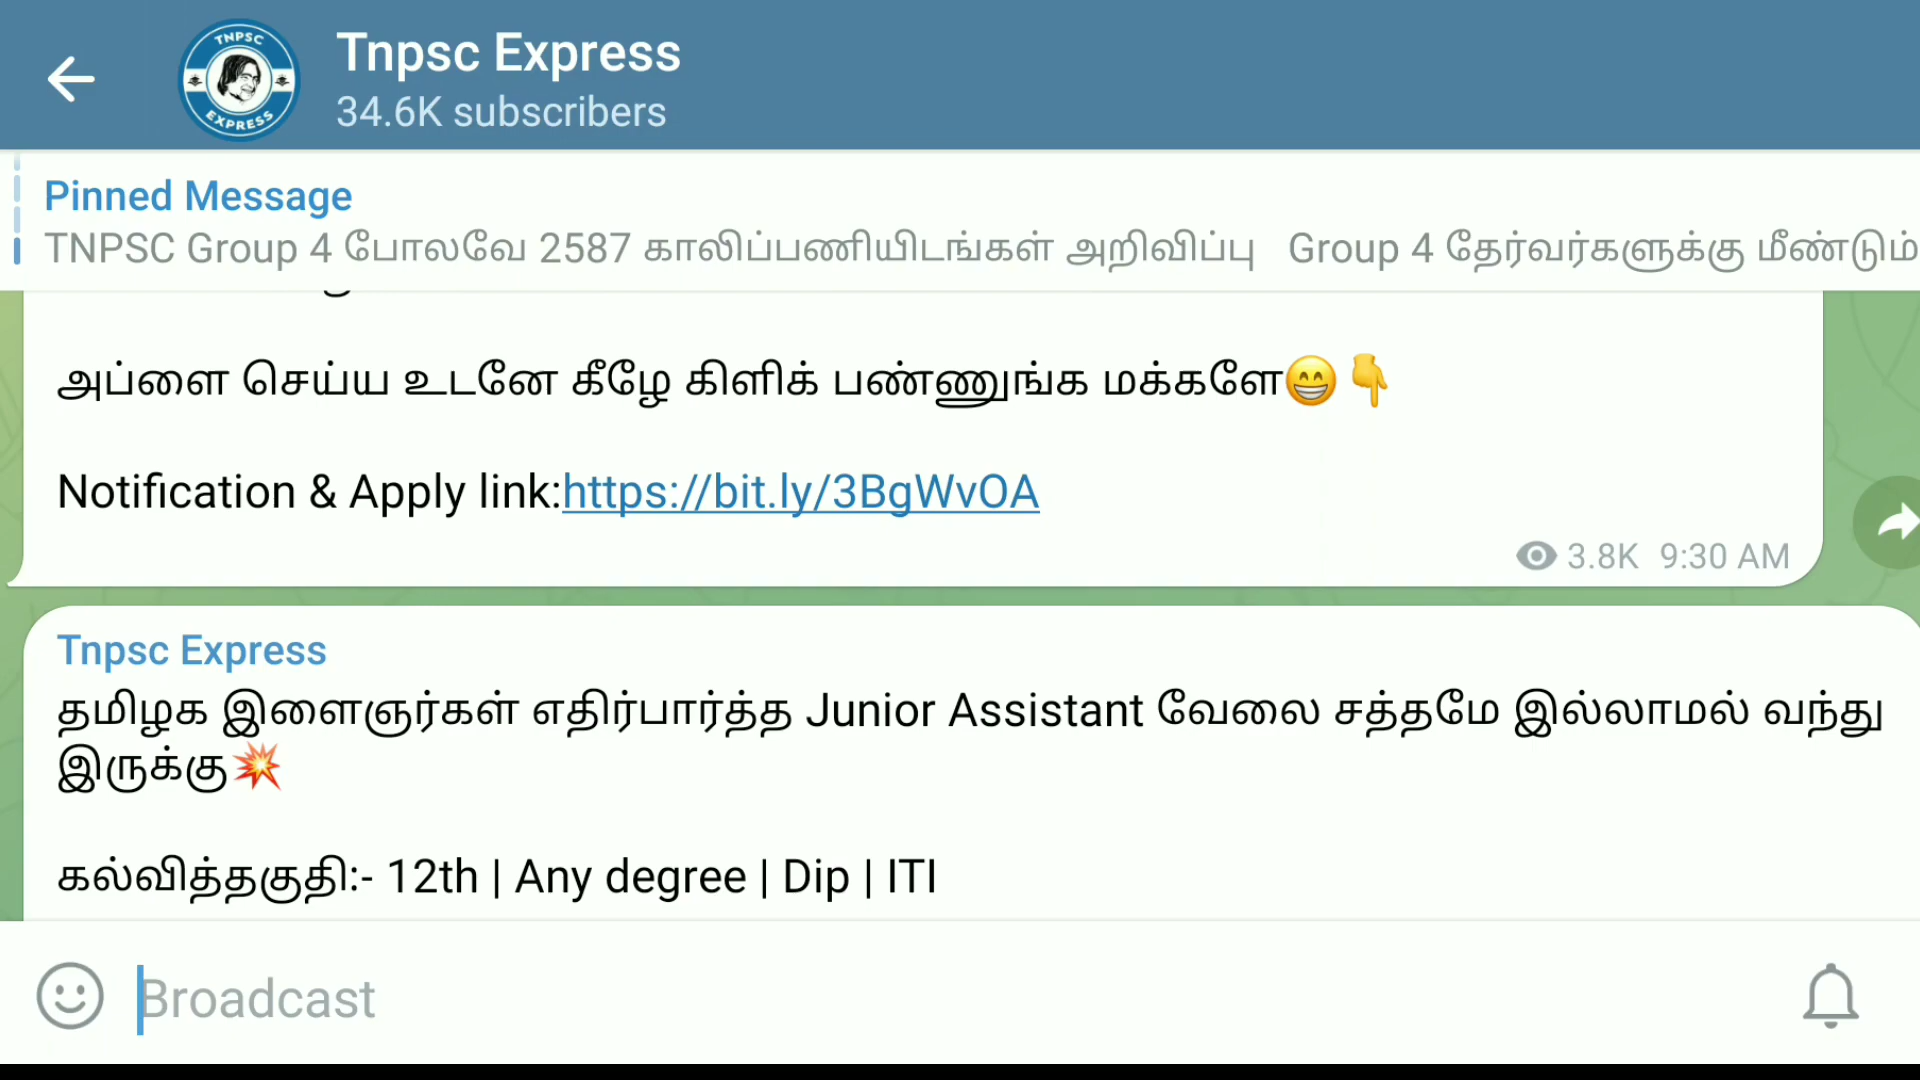 TNPSC
EXPRESS
Tnpsc Express
34.6K subscribers
Pinned Message
TNPSC Group 4 போலவே 2587 காலிப்பணியிடங்கள் அறிவிப்பு Group 4 தேர்வர்களுக்கு மீண்டும்
அப்ளை செய்ய உடனே கீழே கிளிக் பண்ணுங்க மக்களே😁👇
Notification & Apply link:https://bit.ly/3BgWvOA
3.8K 9:30 AM
Tnpsc Express
தமிழக இளைஞர்கள் எதிர்பார்த்த Junior Assistant வேலை சத்தமே இல்லாமல் வந்து
இருக்கு💥
கல்வித்தகுதி:- 12th | Any degree | Dip | ITI
Broadcast